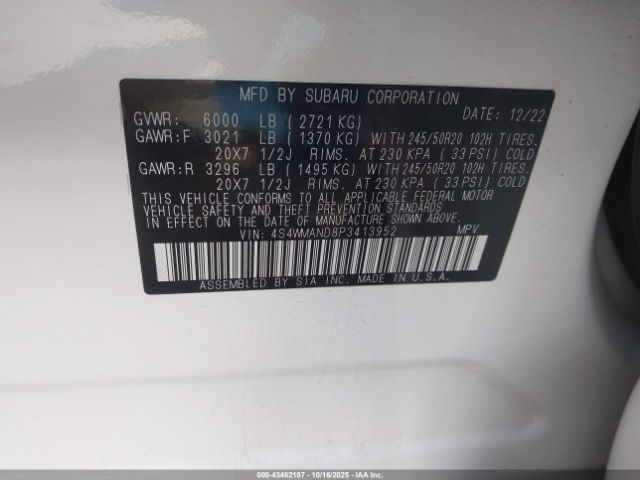 MFD BY SUBARU CORPORATION
DATE: 12/22
GVWR: 6000 LB (2721 KG)
GAWR:F 3021 LB (1370 KG) WITH 245/50R20 102H TIRES.
20X7 1/2J RIMS. AT 230 KPA (33 PSI) COLD
GAWR:R 3296 LB (1495 KG) WITH 245/50R20 102H TIRES.
20X7 1/2J RIMS. AT 230 KPA (33 PSI) COLD
THIS VEHICLE CONFORMS TO ALL APPLICABLE FEDERAL MOTOR
VEHICLE SAFETY AND THEFT PREVENTION STANDARDS
IN EFFECT ON THE DATE OF MANUFACTURE SHOWN ABOVE.
VIN: 4S4WMAND8P3413952 MPV
ASSEMBLED BY SIA INC. MADE IN U.S.A.
000-43462187 - 10/16/2025 - IAAI.COM